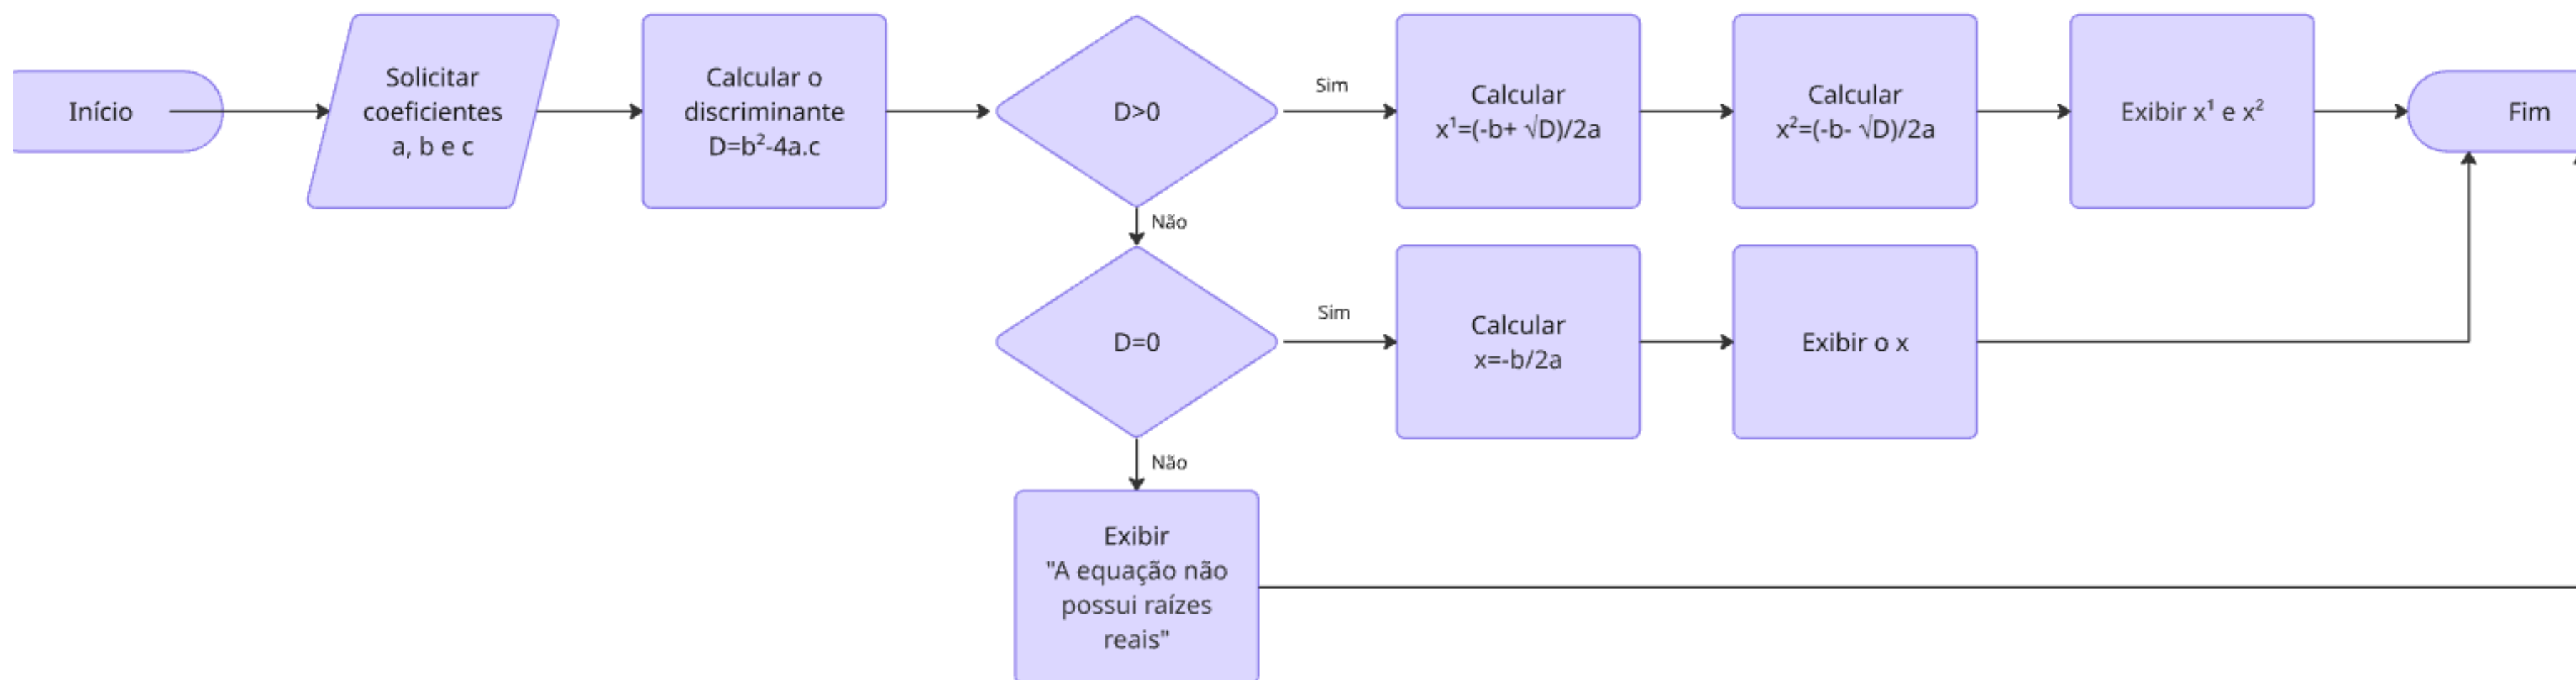 Início
Solicitar
coeficientes
a, b e c
Calcular o
discriminante
D=b²-4a.c
D>0
Sim
Calcular
x¹=(-b+ √D)/2a
Calcular
x²=(-b- √D)/2a
Exibir x¹ e x²
Fim
Não
D=0
Sim
Calcular
x=-b/2a
Exibir o x
Não
Exibir
"A equação não
possui raízes
reais"